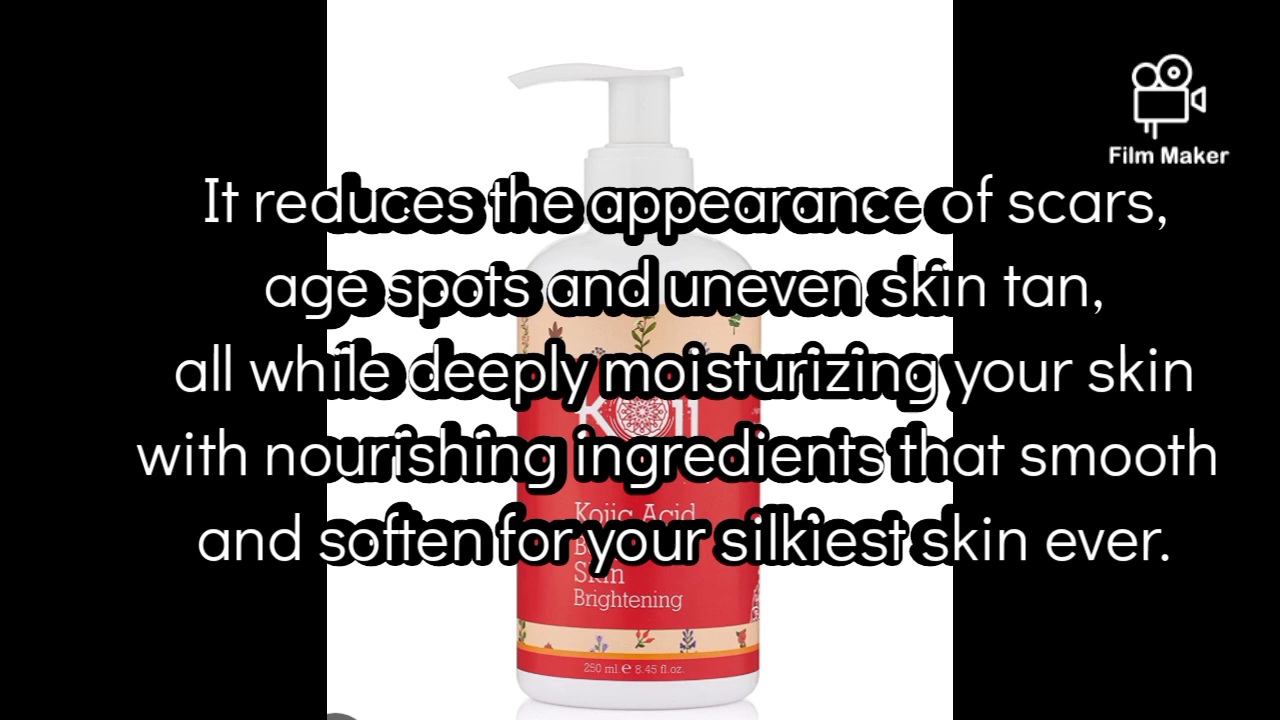 Film Maker
It reduces the appearance of scars,
age spots and uneven skin tan,
all while deeply moisturizing your skin
with nourishing ingredients that smooth
and soften for your silkiest skin ever.
Kojic Acid
Skin
Brightening
250 ml e 8.45 fl.oz.